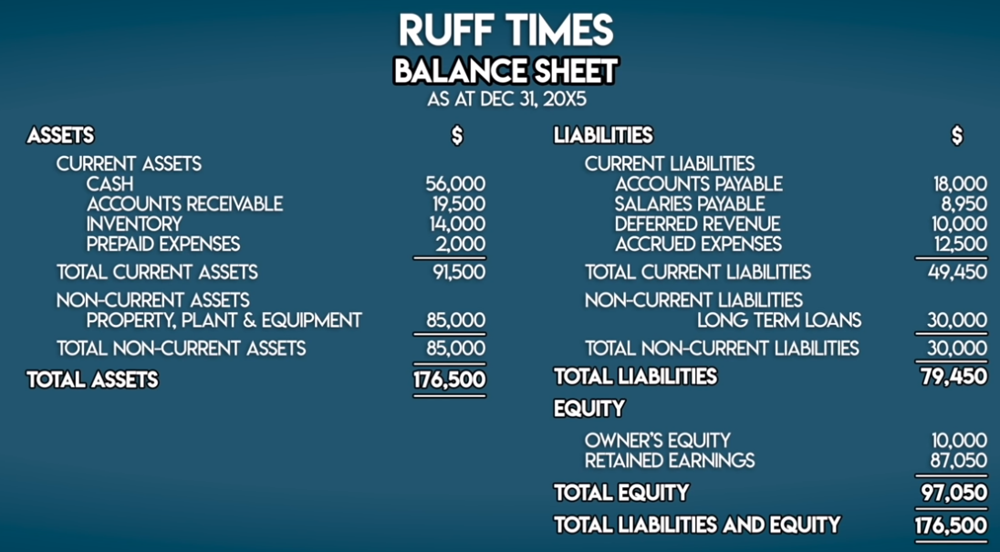 RUFF TIMES
BALANCE SHEET
AS AT DEC 31, 20X5
ASSETS $
CURRENT ASSETS
CASH 56,000
ACCOUNTS RECEIVABLE 19,500
INVENTORY 14,000
PREPAID EXPENSES 2,000
TOTAL CURRENT ASSETS 91,500
NON-CURRENT ASSETS
PROPERTY, PLANT & EQUIPMENT 85,000
TOTAL NON-CURRENT ASSETS 85,000
TOTAL ASSETS 176,500
LIABILITIES $
CURRENT LIABILITIES
ACCOUNTS PAYABLE 18,000
SALARIES PAYABLE 8,950
DEFERRED REVENUE 10,000
ACCRUED EXPENSES 12,500
TOTAL CURRENT LIABILITIES 49,450
NON-CURRENT LIABILITIES
LONG TERM LOANS 30,000
TOTAL NON-CURRENT LIABILITIES 30,000
TOTAL LIABILITIES 79,450
EQUITY
OWNER'S EQUITY 10,000
RETAINED EARNINGS 87,050
TOTAL EQUITY 97,050
TOTAL LIABILITIES AND EQUITY 176,500